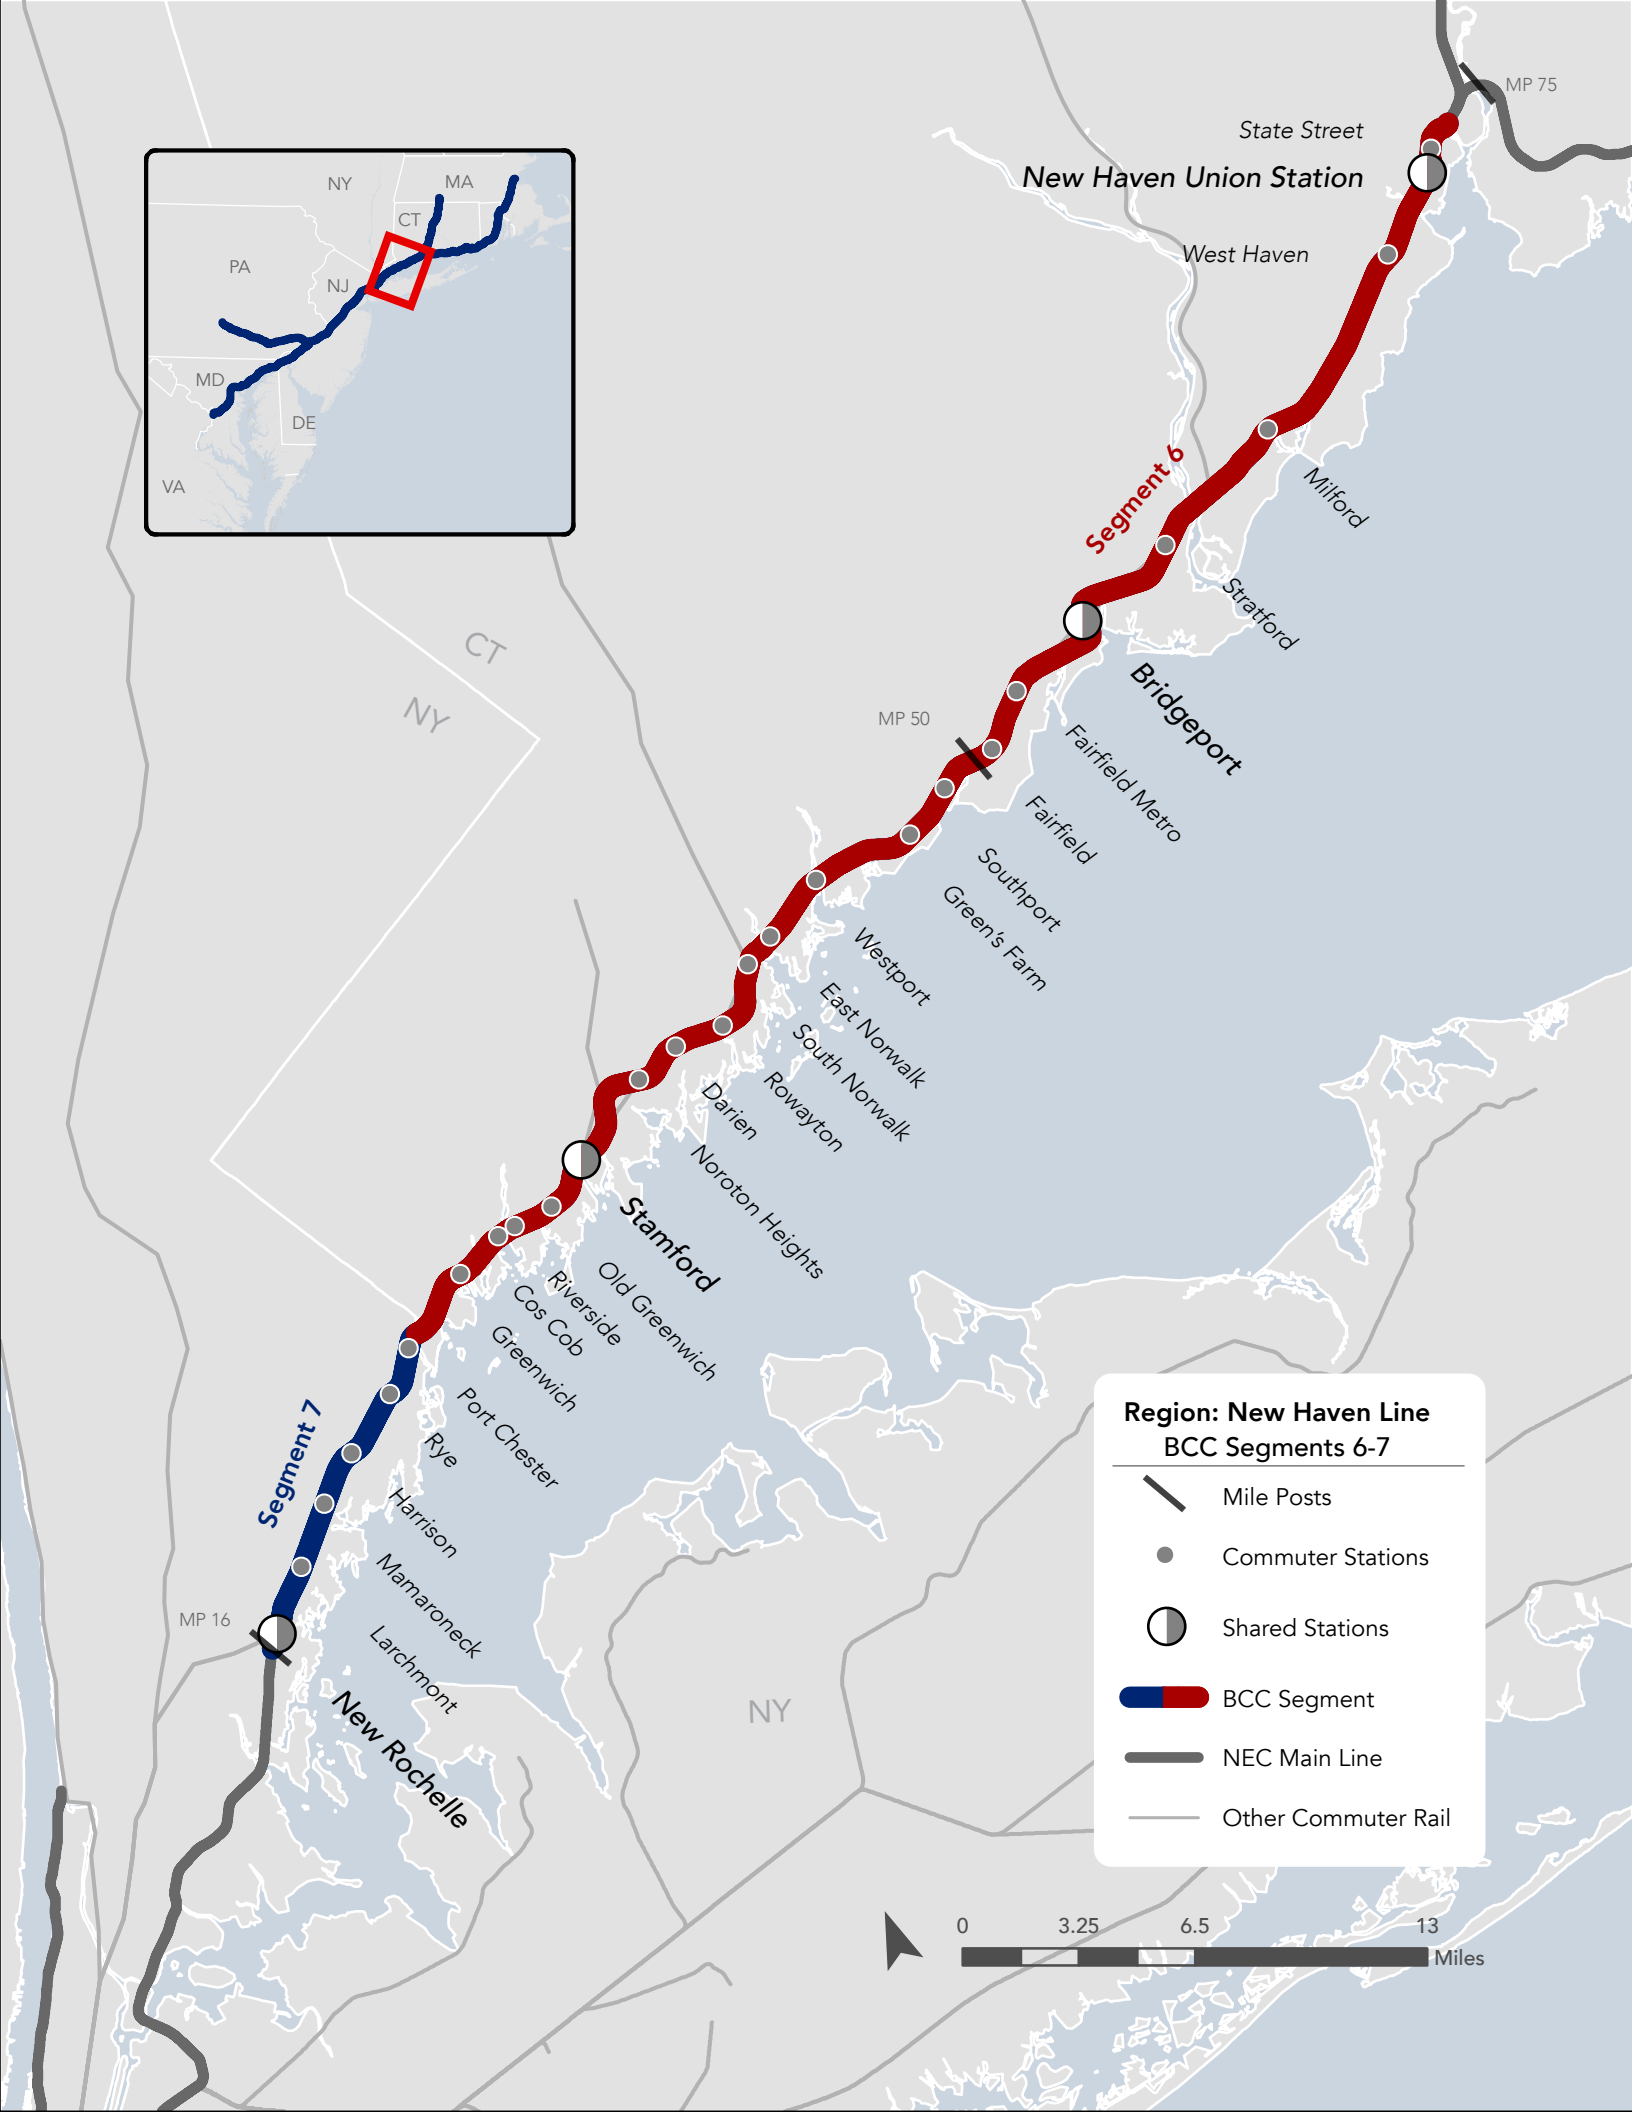 MP 75
State Street
New Haven Union Station
West Haven
NY
MA
CT
PA
NJ
MD
DE
VA
Segment 6
Milford
Stratford
CT
NY
Bridgeport
MP 50
Fairfield Metro
Fairfield
Southport
Green's Farm
Westport
East Norwalk
South Norwalk
Rowayton
Darien
Noroton Heights
Stamford
Old Greenwich
Riverside
Cos Cob
Greenwich
Port Chester
Rye
Segment 7
Harrison
Mamaroneck
Larchmont
MP 16
New Rochelle
NY
Region: New Haven Line
BCC Segments 6-7
Mile Posts
Commuter Stations
Shared Stations
BCC Segment
NEC Main Line
Other Commuter Rail
0 3.25 6.5 13
Miles